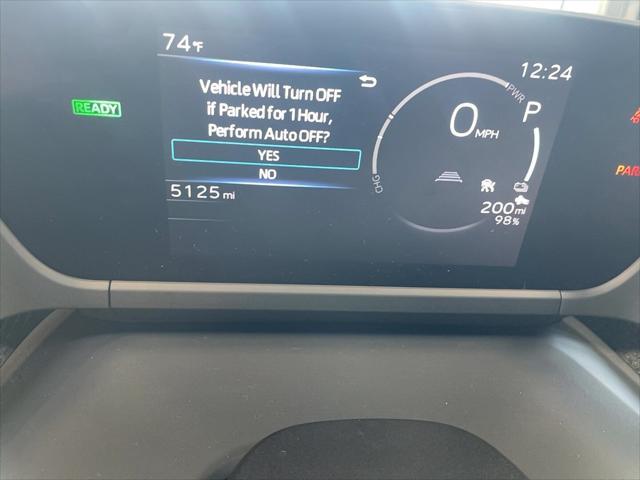 74°F
12:24
READY
Vehicle Will Turn OFF
if Parked for 1 Hour,
Perform Auto OFF?
YES
NO
5125 mi
PWR
P
0 MPH
CHG
200 mi
98%
PAR